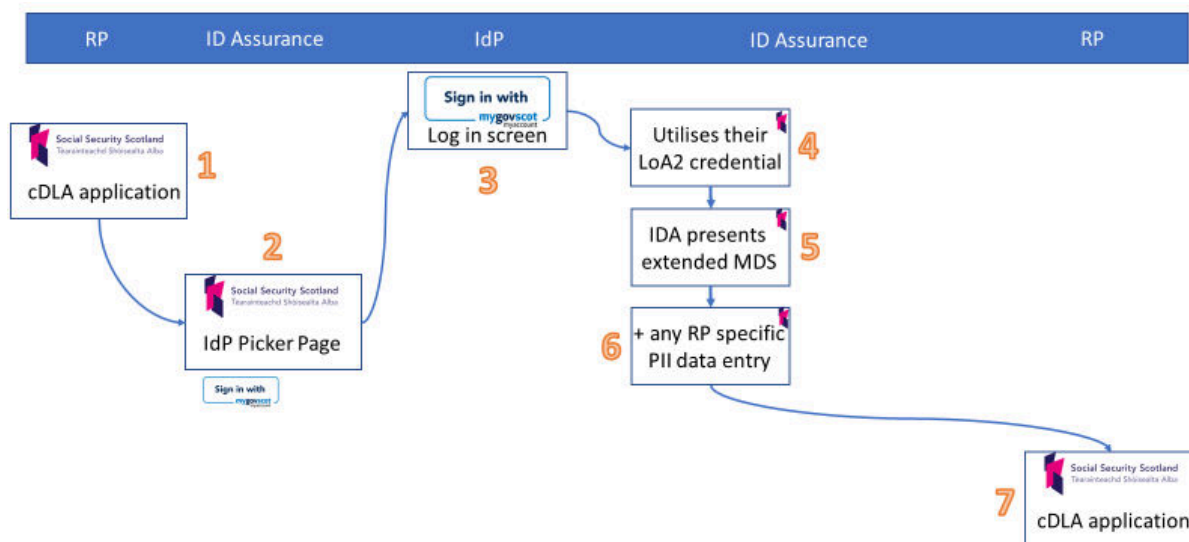 RP
ID Assurance
IdP
ID Assurance
RP
Social Security Scotland
Tèarainteachd Shòisealta Alba
cDLA application
1
2
Social Security Scotland
Tèarainteachd Shòisealta Alba
IdP Picker Page
Sign in with
mygovscot
myaccount
Sign in with
mygovscot
myaccount
Log in screen
3
Utilises their
LoA2 credential
4
IDA presents
extended MDS
5
+ any RP specific
PII data entry
6
Social Security Scotland
Tèarainteachd Shòisealta Alba
cDLA application
7